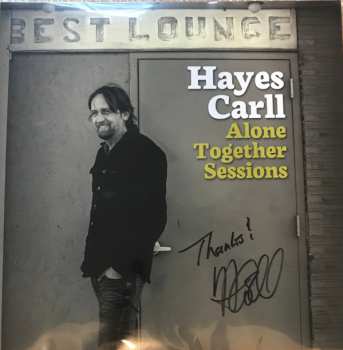 BEST LOUNGE
Hayes
Carll
Alone
Together
Sessions
Thanks!